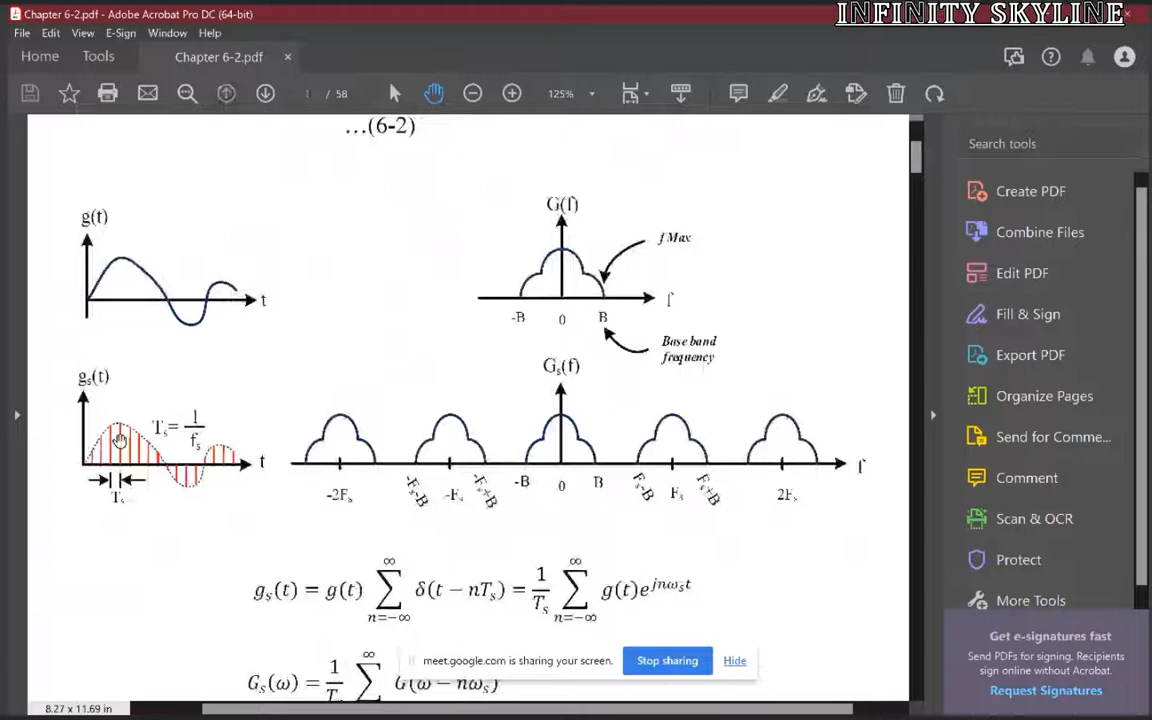 Chapter 6-2.pdf - Adobe Acrobat Pro DC (64-bit)
INFINITY SKYLINE
File Edit View E-Sign Window Help
Home Tools Chapter 6-2.pdf ×
1 / 58 125%
Search tools
Create PDF
Combine Files
Edit PDF
Fill & Sign
Export PDF
Organize Pages
Send for Comme...
Comment
Scan & OCR
Protect
More Tools
Get e-signatures fast
Send PDFs for signing. Recipients
sign online without Acrobat.
Request Signatures
...(6-2)
g(t)
t
G(f)
f Max
f
-B 0 B
Base band
frequency
gₛ(t)
Tₛ= 1/fₛ
t
Tₛ
Gₛ(f)
f
-2Fₛ -Fₛ-B -Fₛ -Fₛ+B -B 0 B Fₛ-B Fₛ Fₛ+B 2Fₛ
gₛ(t) = g(t) ∑_{n=−∞}^{∞} δ(t − nTₛ) = 1/Tₛ ∑_{n=−∞}^{∞} g(t)e^{jnωₛt}
Gₛ(ω) = 1/Tₛ ∑^{∞} G(ω − nωₛ)
meet.google.com is sharing your screen. Stop sharing Hide
8.27 x 11.69 in